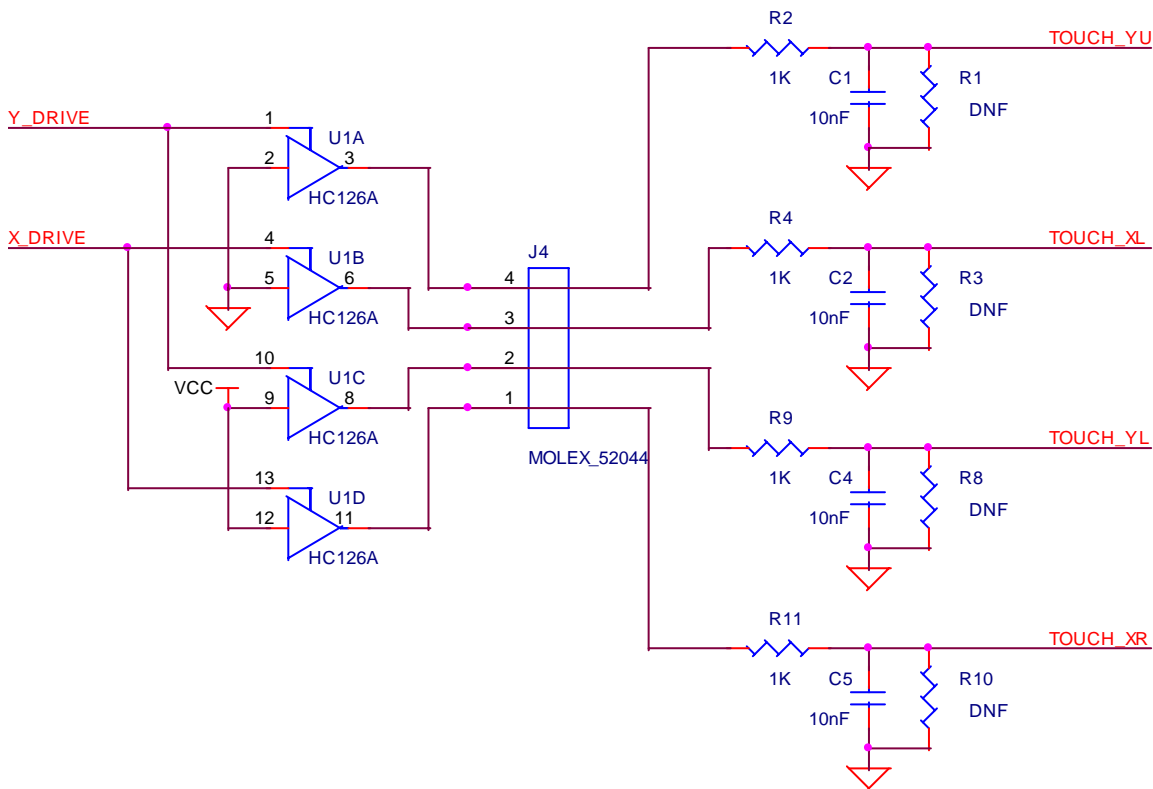 R2
TOUCH_YU
1K
C1
R1
10nF
DNF
Y_DRIVE
1
U1A
2
3
HC126A
X_DRIVE
4
U1B
5
6
HC126A
R4
TOUCH_XL
1K
C2
R3
10nF
DNF
J4
4
3
2
1
MOLEX_52044
10
U1C
VCC
9
8
HC126A
13
U1D
12
11
HC126A
R9
TOUCH_YL
1K
C4
R8
10nF
DNF
R11
TOUCH_XR
1K
C5
R10
10nF
DNF